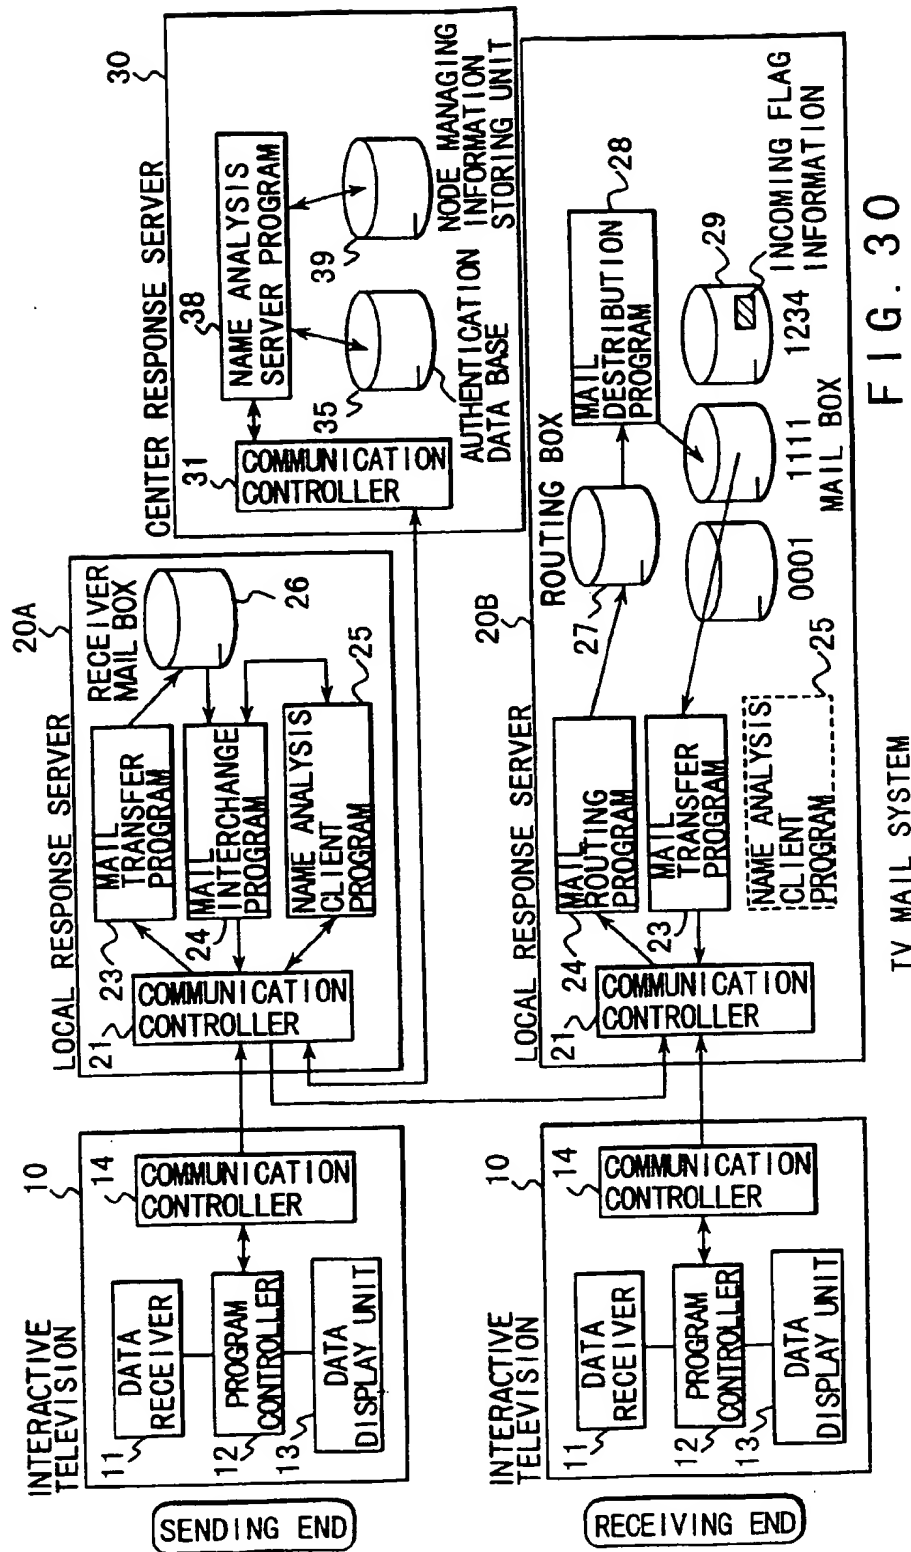 SENDING END
INTERACTIVE
TELEVISION
10
11
DATA
RECEIVER
12
PROGRAM
CONTROLLER
13
DATA
DISPLAY UNIT
14
COMMUNICATION
CONTROLLER
LOCAL RESPONSE SERVER
20A
21
COMMUNICATION
CONTROLLER
23
MAIL
TRANSFER
PROGRAM
24
MAIL
INTERCHANGE
PROGRAM
NAME ANALYSIS
CLIENT
PROGRAM
25
RECEIVER
MAIL BOX
26
CENTER RESPONSE SERVER
30
31
COMMUNICATION
CONTROLLER
38
NAME ANALYSIS
SERVER PROGRAM
35
AUTHENTICATION
DATA BASE
39
NODE MANAGING
INFORMATION
STORING UNIT
RECEIVING END
INTERACTIVE
TELEVISION
10
11
DATA
RECEIVER
12
PROGRAM
CONTROLLER
13
DATA
DISPLAY UNIT
14
COMMUNICATION
CONTROLLER
LOCAL RESPONSE SERVER
20B
21
COMMUNICATION
CONTROLLER
24
MAIL
ROUTING
PROGRAM
23
MAIL
TRANSFER
PROGRAM
NAME ANALYSIS
CLIENT
PROGRAM
25
ROUTING BOX
27
MAIL
DESTRIBUTION
PROGRAM
28
0001
1111
1234
MAIL BOX
29
INCOMING FLAG
INFORMATION
TV MAIL SYSTEM
FIG. 30